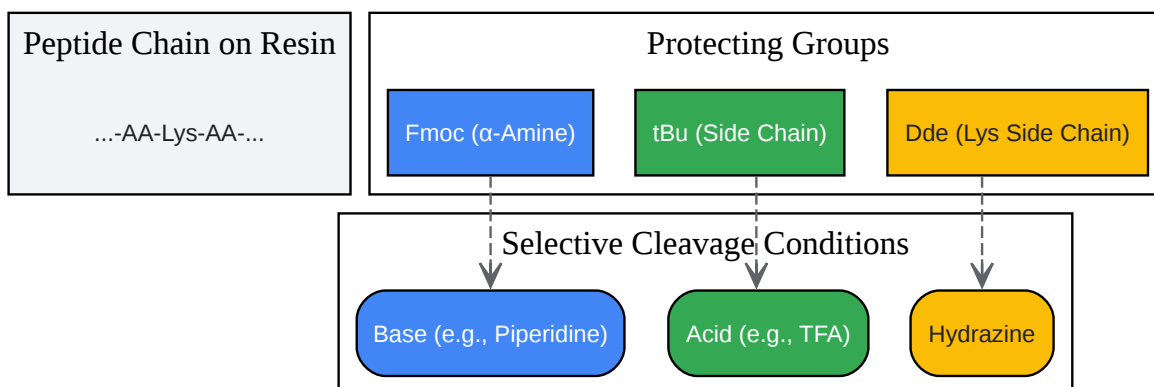 Peptide Chain on Resin
...-AA-Lys-AA-...
Protecting Groups
Fmoc (α-Amine)
tBu (Side Chain)
Dde (Lys Side Chain)
Selective Cleavage Conditions
Base (e.g., Piperidine)
Acid (e.g., TFA)
Hydrazine